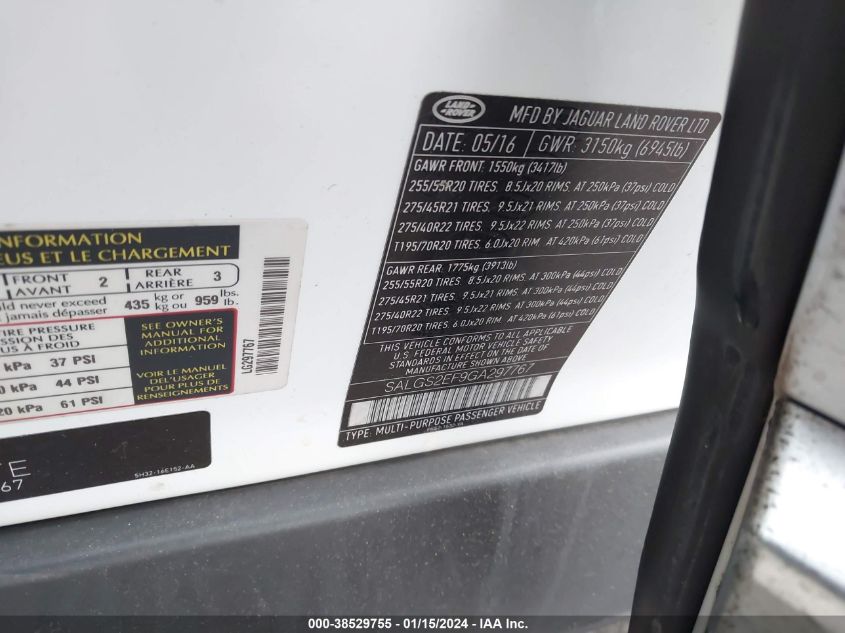 LAND
ROVER
MFD BY JAGUAR LAND ROVER LTD
DATE: 05/16 GWR: 3150kg (6945lb)
GAWR FRONT: 1550kg (3417lb)
255/55R20 TIRES. 8.5Jx20 RIMS. AT 250kPa (37psi) COLD
275/45R21 TIRES. 9.5Jx21 RIMS. AT 250kPa (37psi) COLD
275/40R22 TIRES. 9.5Jx22 RIMS. AT 250kPa (37psi) COLD
T195/70R20 TIRES. 6.0Jx20 RIM. AT 420kPa (61psi) COLD
GAWR REAR: 1775kg (3913lb)
255/55R20 TIRES. 8.5Jx20 RIMS. AT 300kPa (44psi) COLD
275/45R21 TIRES. 9.5Jx21 RIMS. AT 300kPa (44psi) COLD
275/40R22 TIRES. 9.5Jx22 RIMS. AT 300kPa (44psi) COLD
T195/70R20 TIRES. 6.0Jx20 RIM. AT 420kPa (61psi) COLD
THIS VEHICLE CONFORMS TO ALL APPLICABLE
U.S. FEDERAL MOTOR VEHICLE SAFETY
STANDARDS IN EFFECT ON THE DATE OF
MANUFACTURE SHOWN ABOVE
SALGS2EF9GA297767
TYPE: MULTI-PURPOSE PASSENGER VEHICLE
INFORMATION
EUS ET LE CHARGEMENT
FRONT 2 REAR 3
AVANT ARRIÈRE
ld never exceed 435 kg or 959 lbs.
jamais dépasser kg ou lb.
RE PRESSURE
SSION DES
US À FROID
kPa 37 PSI
0 kPa 44 PSI
20 kPa 61 PSI
SEE OWNER'S
MANUAL FOR
ADDITIONAL
INFORMATION
VOIR LE MANUEL
DE L'USAGER
POUR PLUS DE
RENSEIGNEMENTS
LG297767
TE
67
5H32-16E152-AA
000-38529755 - 01/15/2024 - IAA Inc.